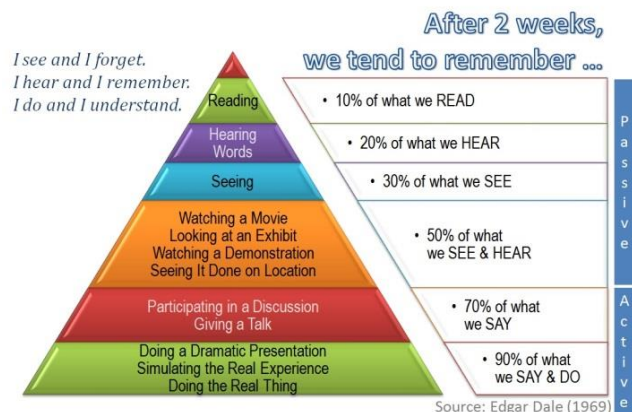 After 2 weeks,
we tend to remember ...
I see and I forget.
I hear and I remember.
I do and I understand.
Reading
• 10% of what we READ
Hearing
Words
• 20% of what we HEAR
Seeing
• 30% of what we SEE
Watching a Movie
Looking at an Exhibit
Watching a Demonstration
Seeing It Done on Location
• 50% of what
we SEE & HEAR
Passive
Participating in a Discussion
Giving a Talk
• 70% of what
we SAY
Doing a Dramatic Presentation
Simulating the Real Experience
Doing the Real Thing
• 90% of what
we SAY & DO
Active
Source: Edgar Dale (1969)